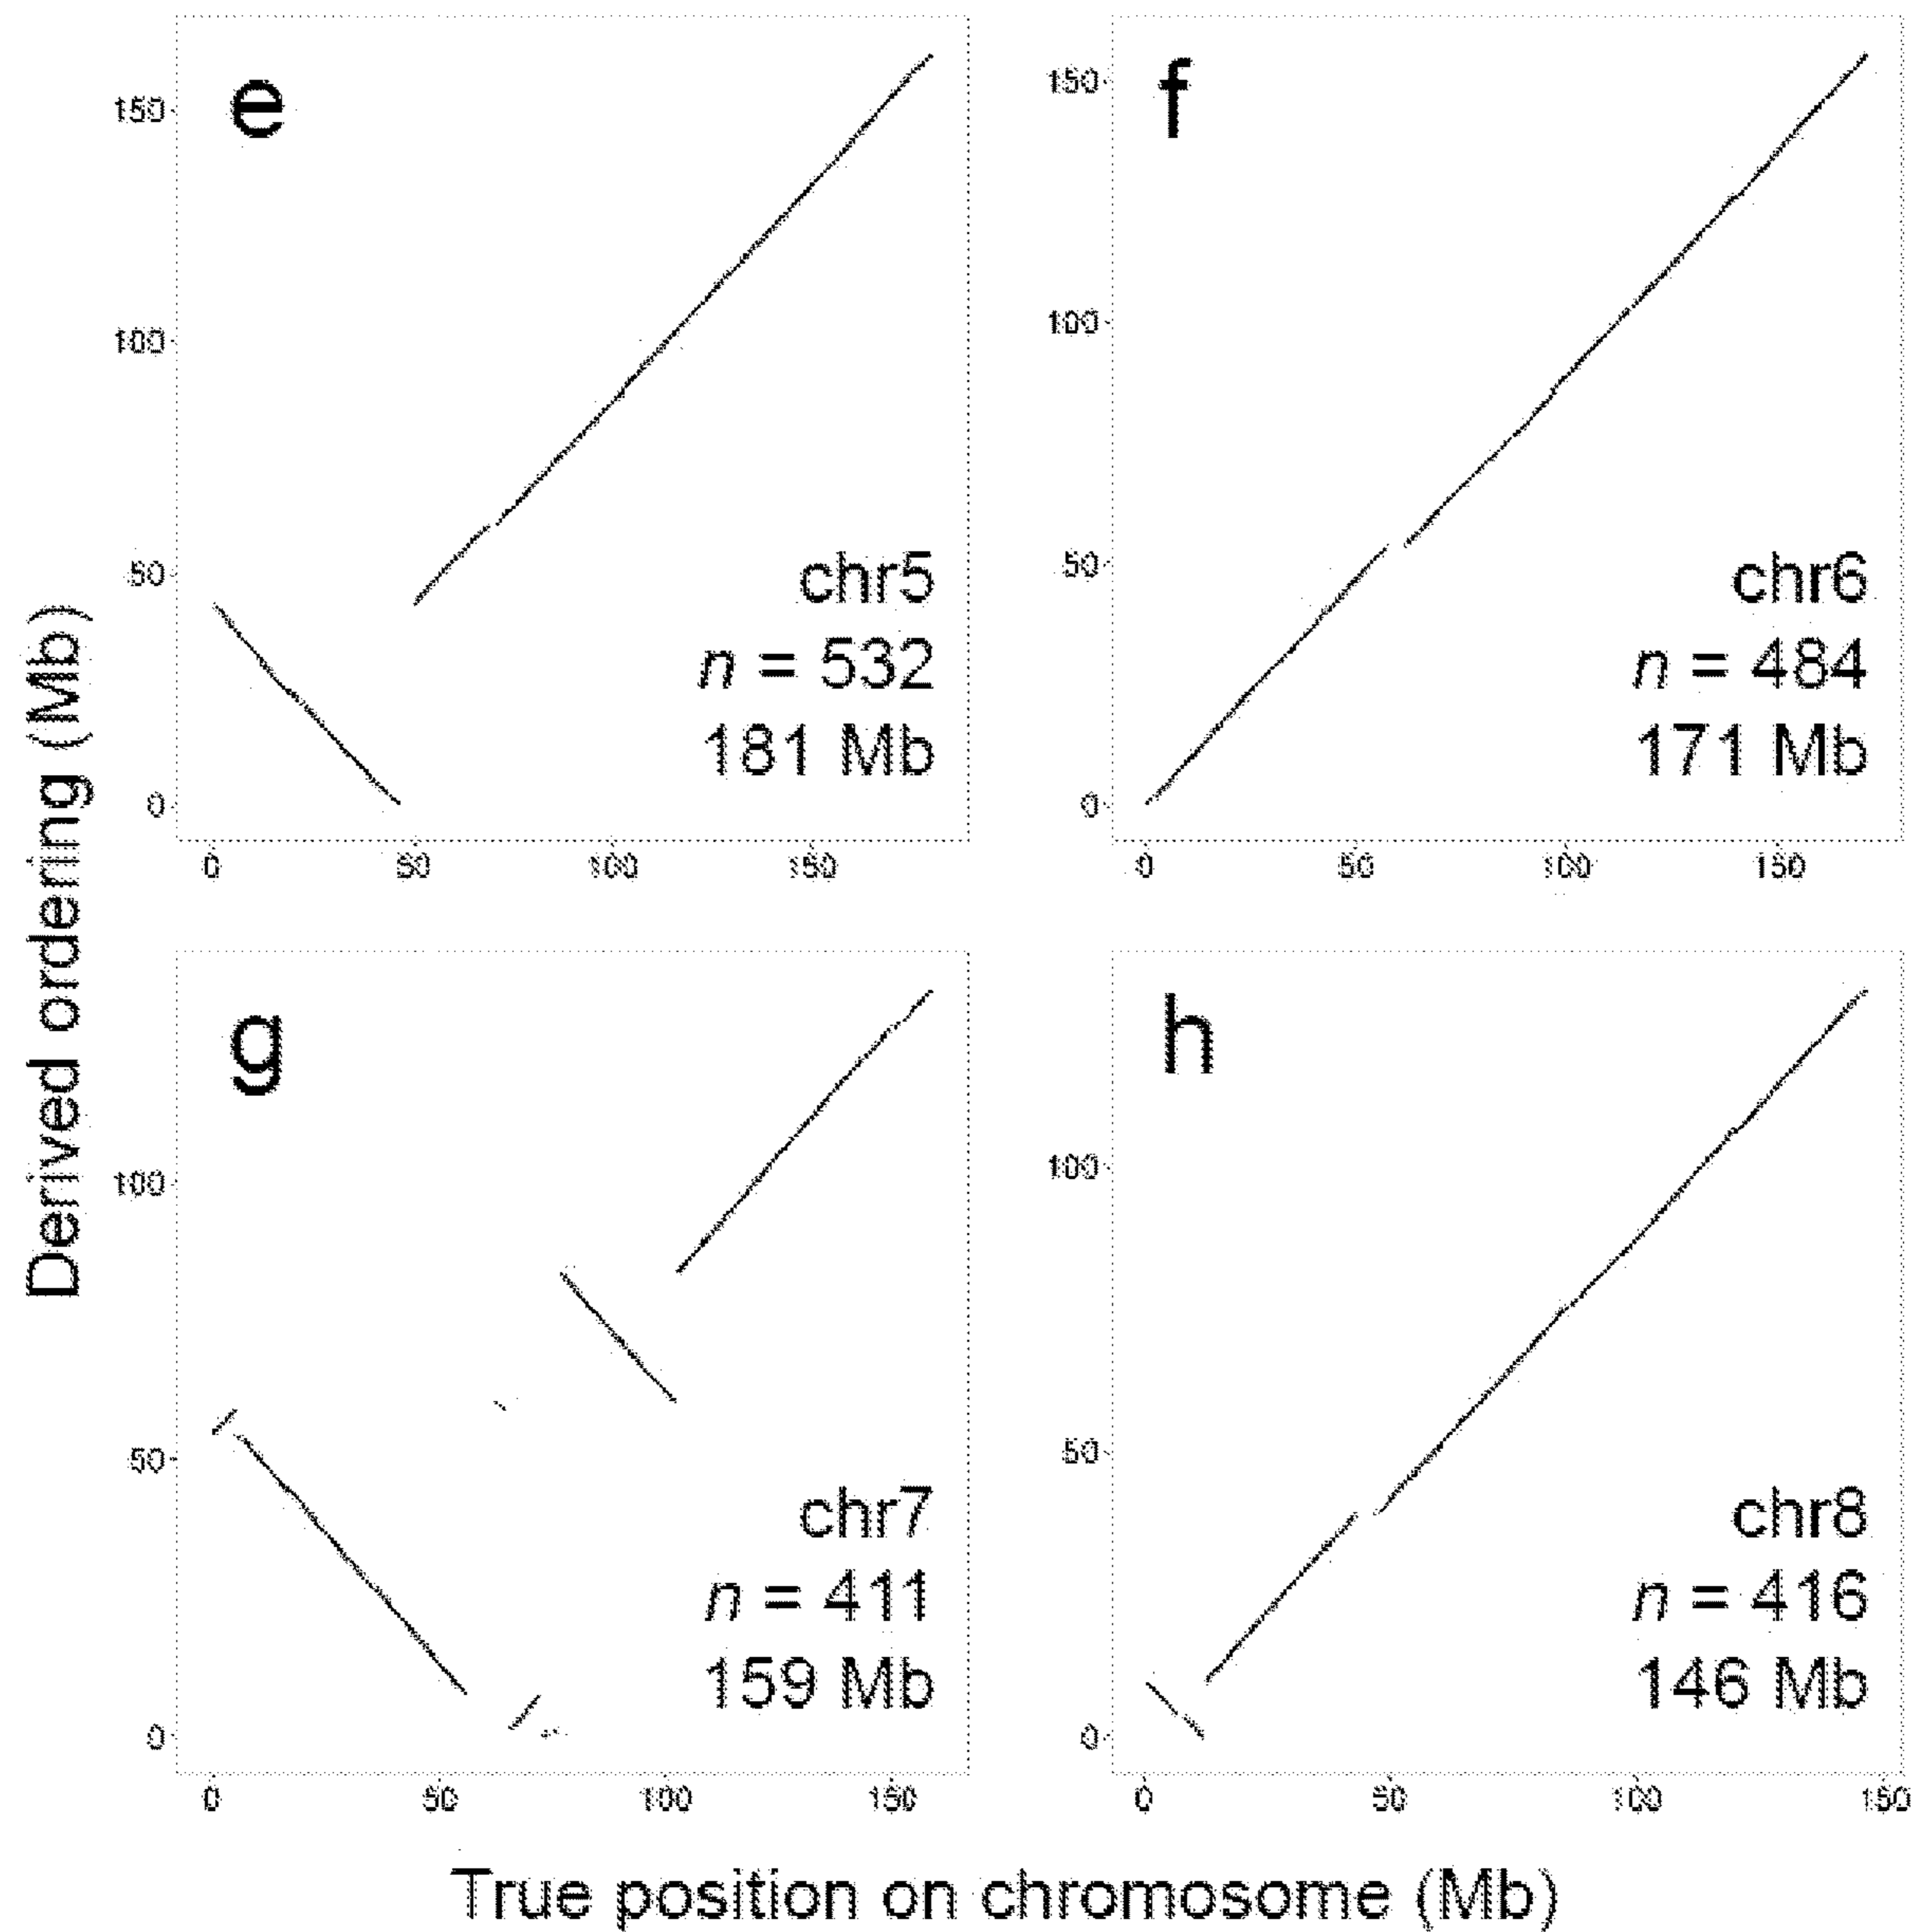 Derived ordering (Mb)
e
150
100
50
0
0 50 100 150
chr5
n = 532
181 Mb
f
150
100
50
0
0 50 100 150
chr6
n = 484
171 Mb
g
100
50
0
0 50 100 150
chr7
n = 411
159 Mb
h
100
50
0
0 50 100 150
chr8
n = 416
146 Mb
True position on chromosome (Mb)